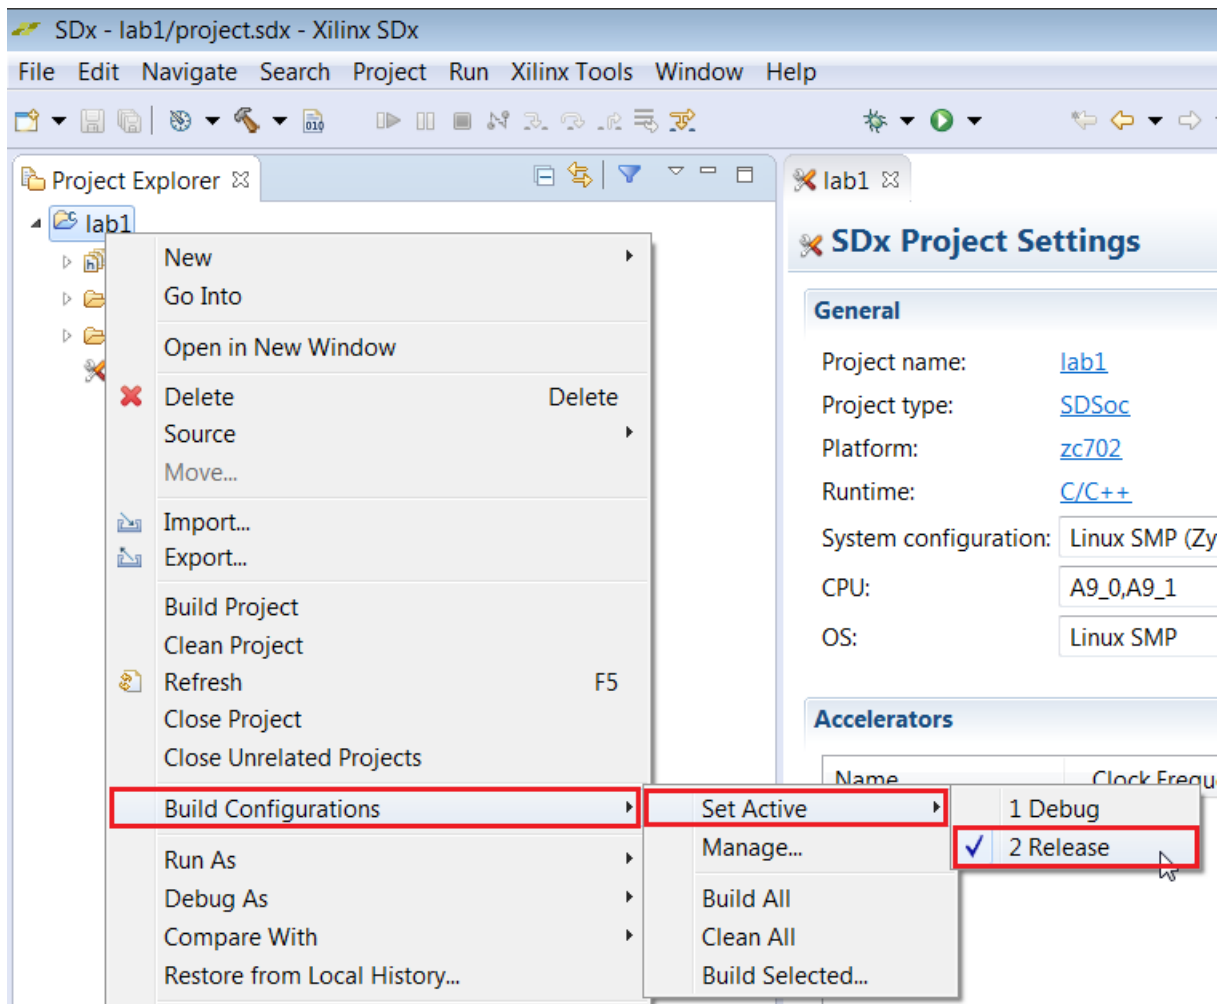 SDx - lab1/project.sdx - Xilinx SDx
File Edit Navigate Search Project Run Xilinx Tools Window Help
010
Project Explorer
lab1
lab1
SDx Project Settings
New
Go Into
Open in New Window
Delete Delete
Source
Move...
Import...
Export...
Build Project
Clean Project
Refresh F5
Close Project
Close Unrelated Projects
Build Configurations
Run As
Debug As
Compare With
Restore from Local History...
General
Project name: lab1
Project type: SDSoc
Platform: zc702
Runtime: C/C++
System configuration: Linux SMP (Zy
CPU: A9_0,A9_1
OS: Linux SMP
Accelerators
Name Clock Frequ
Set Active
Manage...
Build All
Clean All
Build Selected...
1 Debug
2 Release